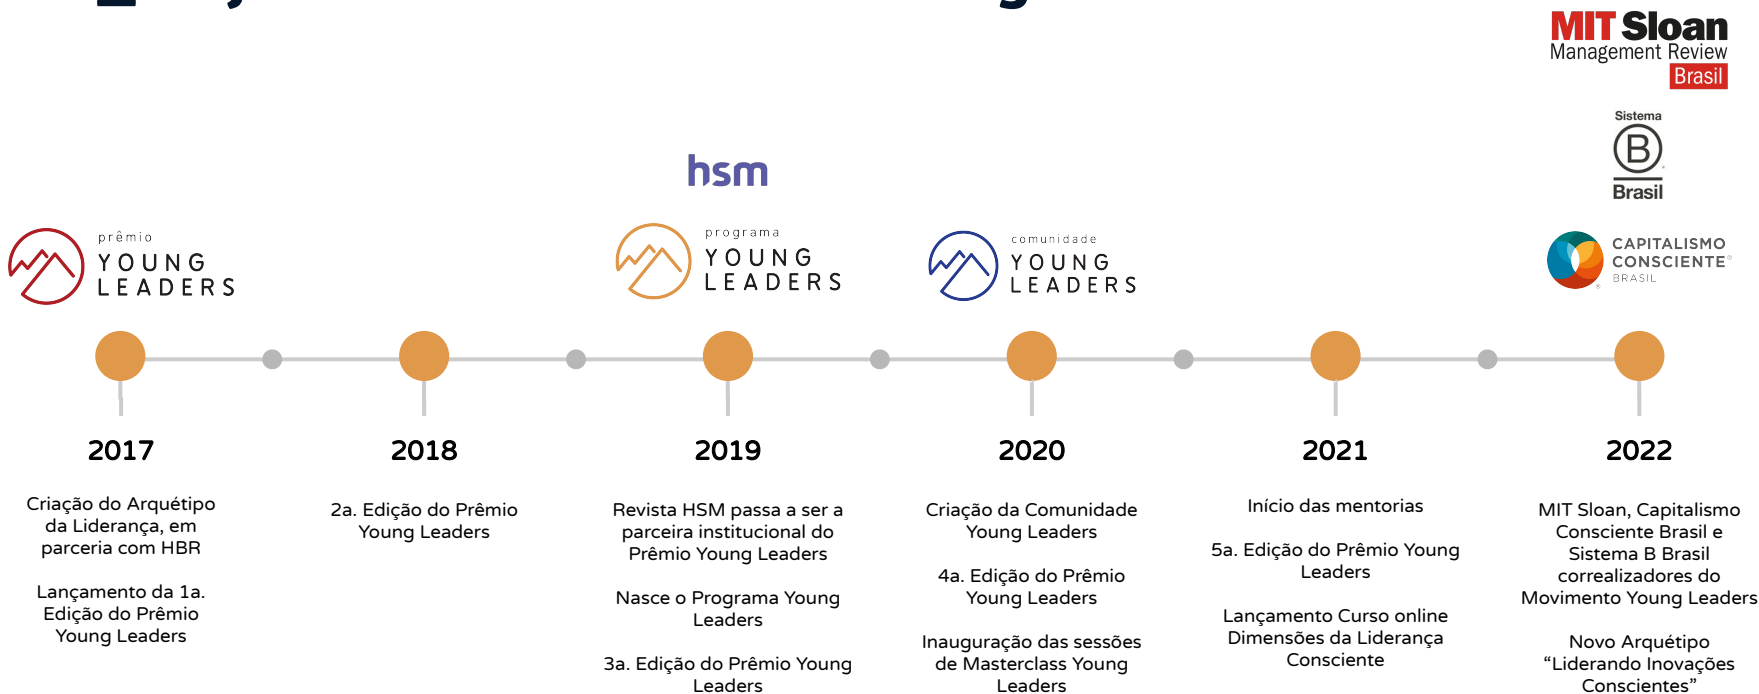 MIT Sloan
Management Review
Brasil
Sistema
B
Brasil
hsm
prêmio
YOUNG
LEADERS
programa
YOUNG
LEADERS
comunidade
YOUNG
LEADERS
CAPITALISMO
CONSCIENTE®
BRASIL
2017
Criação do Arquétipo
da Liderança, em
parceria com HBR
Lançamento da 1a.
Edição do Prêmio
Young Leaders
2018
2a. Edição do Prêmio
Young Leaders
2019
Revista HSM passa a ser a
parceira institucional do
Prêmio Young Leaders
Nasce o Programa Young
Leaders
3a. Edição do Prêmio Young
Leaders
2020
Criação da Comunidade
Young Leaders
4a. Edição do Prêmio
Young Leaders
Inauguração das sessões
de Masterclass Young
Leaders
2021
Início das mentorias
5a. Edição do Prêmio Young
Leaders
Lançamento Curso online
Dimensões da Liderança
Consciente
2022
MIT Sloan, Capitalismo
Consciente Brasil e
Sistema B Brasil
correalizadores do
Movimento Young Leaders
Novo Arquétipo
“Liderando Inovações
Conscientes”